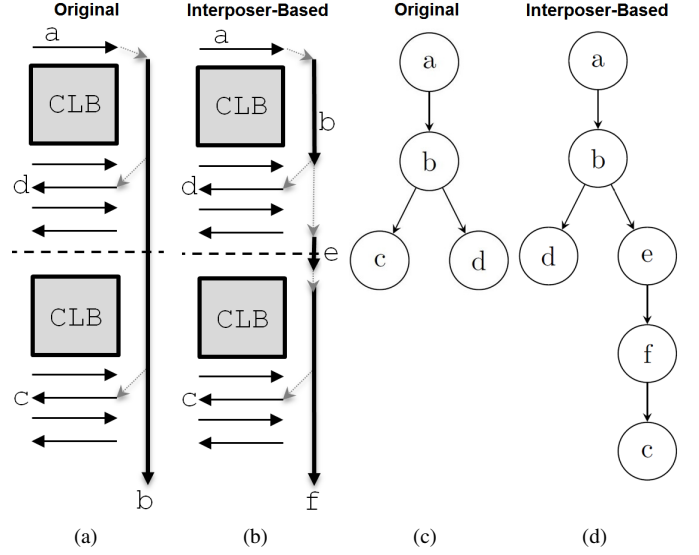 Original
Interposer-Based
Original
Interposer-Based
a
CLB
d
CLB
c
b
a
CLB
b
d
e
CLB
c
f
a
b
c
d
a
b
d
e
f
c
(a)
(b)
(c)
(d)